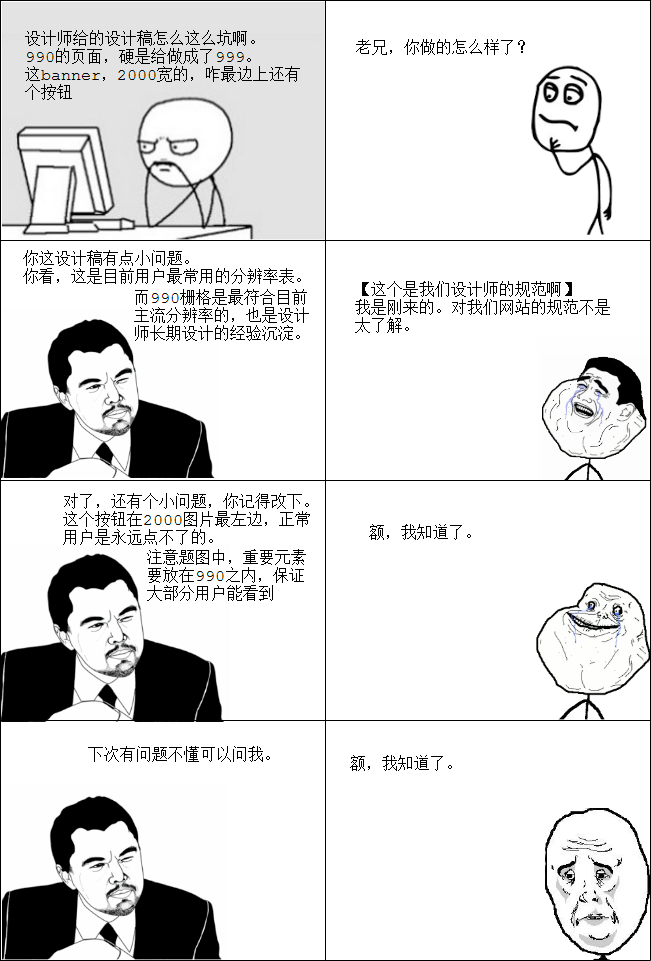 设计师给的设计稿怎么这么坑啊。
990的页面，硬是给做成了999。
这banner，2000宽的，咋最边上还有
个按钮
老兄，你做的怎么样了？
你这设计稿有点小问题。
你看，这是目前用户最常用的分辨率表。
而990栅格是最符合目前
主流分辨率的，也是设计
师长期设计的经验沉淀。
【这个是我们设计师的规范啊】
我是刚来的。对我们网站的规范不是
太了解。
对了，还有个小问题，你记得改下。
这个按钮在2000图片最左边，正常
用户是永远点不了的。
注意题图中，重要元素
要放在990之内，保证
大部分用户能看到
额，我知道了。
下次有问题不懂可以问我。
额，我知道了。